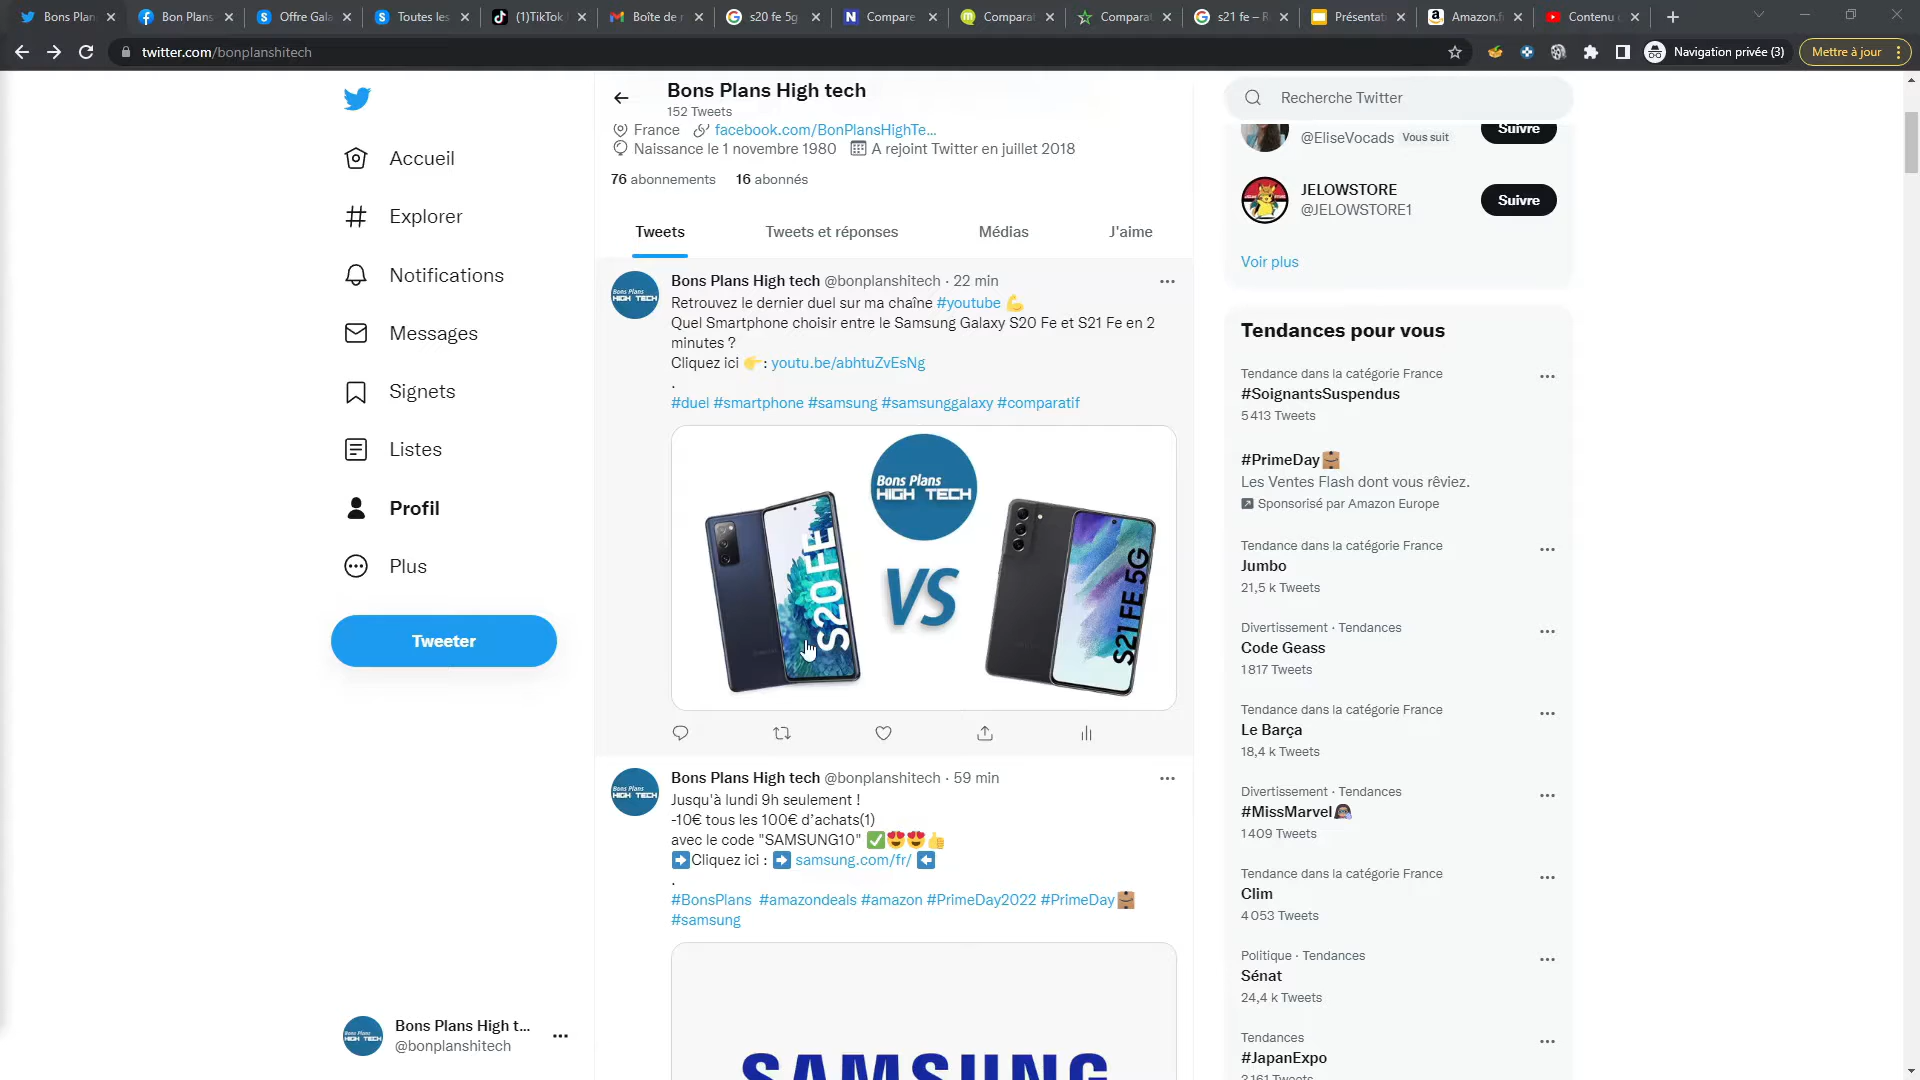 Bons Plan
Bon Plans
Offre Gala
Toutes les
(1)TikTok
Boîte de r
s20 fe 5g
Compare
Comparat
Comparat
s21 fe – R
Présentat
Amazon.f
Contenu
twitter.com/bonplanshitech
Navigation privée (3)
Mettre à jour
Accueil
Explorer
Notifications
Messages
Signets
Listes
Profil
Plus
Tweeter
Bons Plans High t...
@bonplanshitech
Bons Plans High tech
152 Tweets
France facebook.com/BonPlansHighTe...
Naissance le 1 novembre 1980 A rejoint Twitter en juillet 2018
76 abonnements 16 abonnés
Tweets Tweets et réponses Médias J'aime
Bons Plans High tech @bonplanshitech · 22 min
Retrouvez le dernier duel sur ma chaîne #youtube 💪
Quel Smartphone choisir entre le Samsung Galaxy S20 Fe et S21 Fe en 2
minutes ?
Cliquez ici 👉: youtu.be/abhtuZvEsNg
.
#duel #smartphone #samsung #samsunggalaxy #comparatif
Bons Plans
HIGH TECH
S20FE
VS
S21 FE 5G
Bons Plans High tech @bonplanshitech · 59 min
Jusqu'à lundi 9h seulement !
-10€ tous les 100€ d’achats(1)
avec le code "SAMSUNG10" ✅😍😍👍
➡️Cliquez ici : ➡️ samsung.com/fr/ ⬅️
.
#BonsPlans #amazondeals #amazon #PrimeDay2022 #PrimeDay
#samsung
SAMSUNG
Recherche Twitter
@EliseVocads Vous suit
Suivre
JELOWSTORE
@JELOWSTORE1
Suivre
Voir plus
Tendances pour vous
Tendance dans la catégorie France
#SoignantsSuspendus
5 413 Tweets
#PrimeDay
Les Ventes Flash dont vous rêviez.
Sponsorisé par Amazon Europe
Tendance dans la catégorie France
Jumbo
21,5 k Tweets
Divertissement · Tendances
Code Geass
1 817 Tweets
Tendance dans la catégorie France
Le Barça
18,4 k Tweets
Divertissement · Tendances
#MissMarvel
1 409 Tweets
Tendance dans la catégorie France
Clim
4 053 Tweets
Politique · Tendances
Sénat
24,4 k Tweets
Tendances
#JapanExpo
3 161 Tweets